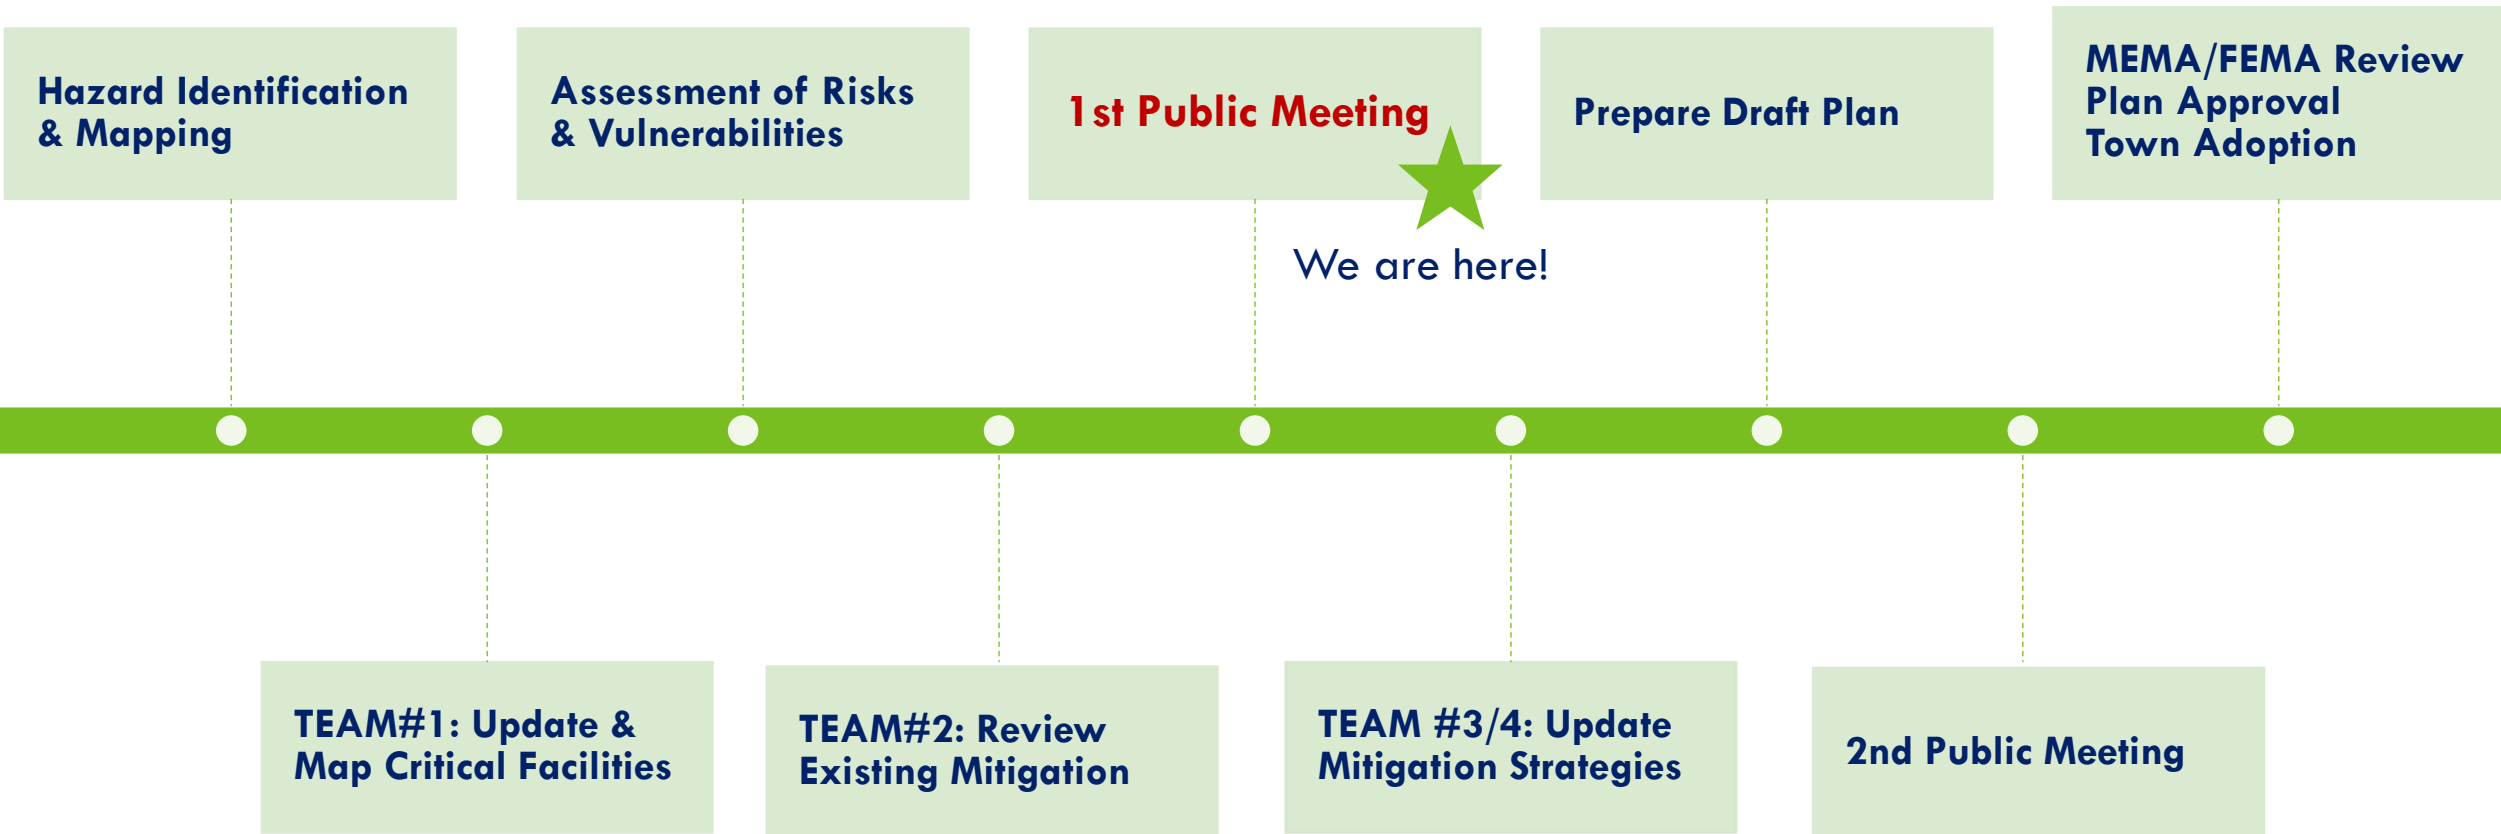 Hazard Identification
& Mapping
Assessment of Risks
& Vulnerabilities
1st Public Meeting
We are here!
Prepare Draft Plan
MEMA/FEMA Review
Plan Approval
Town Adoption
TEAM#1: Update &
Map Critical Facilities
TEAM#2: Review
Existing Mitigation
TEAM #3/4: Update
Mitigation Strategies
2nd Public Meeting